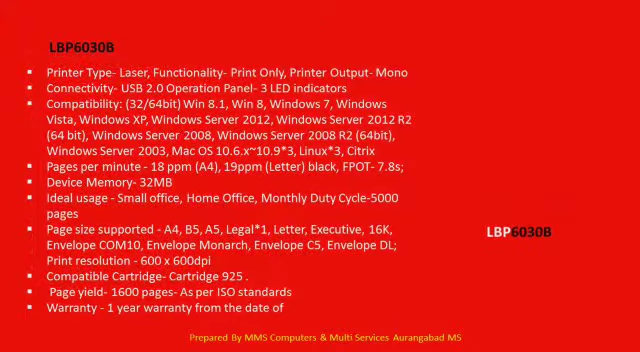 LBP6030B
Printer Type- Laser, Functionality- Print Only, Printer Output- Mono
Connectivity- USB 2.0 Operation Panel- 3 LED indicators
Compatibility: (32/64bit) Win 8.1, Win 8, Windows 7, Windows
Vista, Windows XP, Windows Server 2012, Windows Server 2012 R2
(64 bit), Windows Server 2008, Windows Server 2008 R2 (64bit),
Windows Server 2003, Mac OS 10.6.x~10.9*3, Linux*3, Citrix
Pages per minute - 18 ppm (A4), 19ppm (Letter) black, FPOT- 7.8s;
Device Memory- 32MB
Ideal usage - Small office, Home Office, Monthly Duty Cycle-5000
pages
Page size supported - A4, B5, A5, Legal*1, Letter, Executive, 16K,
Envelope COM10, Envelope Monarch, Envelope C5, Envelope DL;
Print resolution - 600 x 600dpi
Compatible Cartridge- Cartridge 925 .
Page yield- 1600 pages- As per ISO standards
Warranty - 1 year warranty from the date of
LBP6030B
Prepared By MMS Computers & Multi Services Aurangabad MS